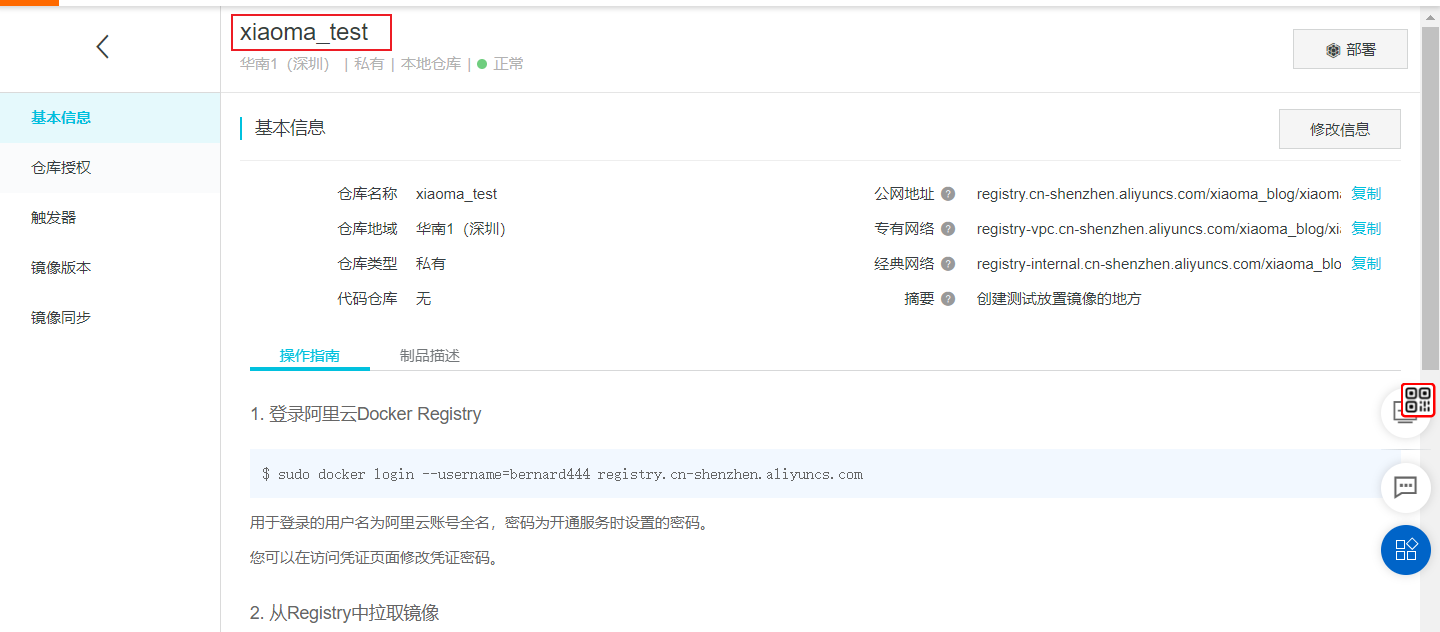 xiaoma_test
华南1（深圳） | 私有 | 本地仓库 | 正常
部署
基本信息
仓库授权
触发器
镜像版本
镜像同步
基本信息
修改信息
仓库名称 xiaoma_test
公网地址 registry.cn-shenzhen.aliyuncs.com/xiaoma_blog/xiaoma 复制
仓库地域 华南1（深圳）
专有网络 registry-vpc.cn-shenzhen.aliyuncs.com/xiaoma_blog/xi 复制
仓库类型 私有
经典网络 registry-internal.cn-shenzhen.aliyuncs.com/xiaoma_blo 复制
代码仓库 无
摘要 创建测试放置镜像的地方
操作指南 制品描述
1. 登录阿里云Docker Registry
$ sudo docker login --username=bernard444 registry.cn-shenzhen.aliyuncs.com
用于登录的用户名为阿里云账号全名，密码为开通服务时设置的密码。
您可以在访问凭证页面修改凭证密码。
2. 从Registry中拉取镜像